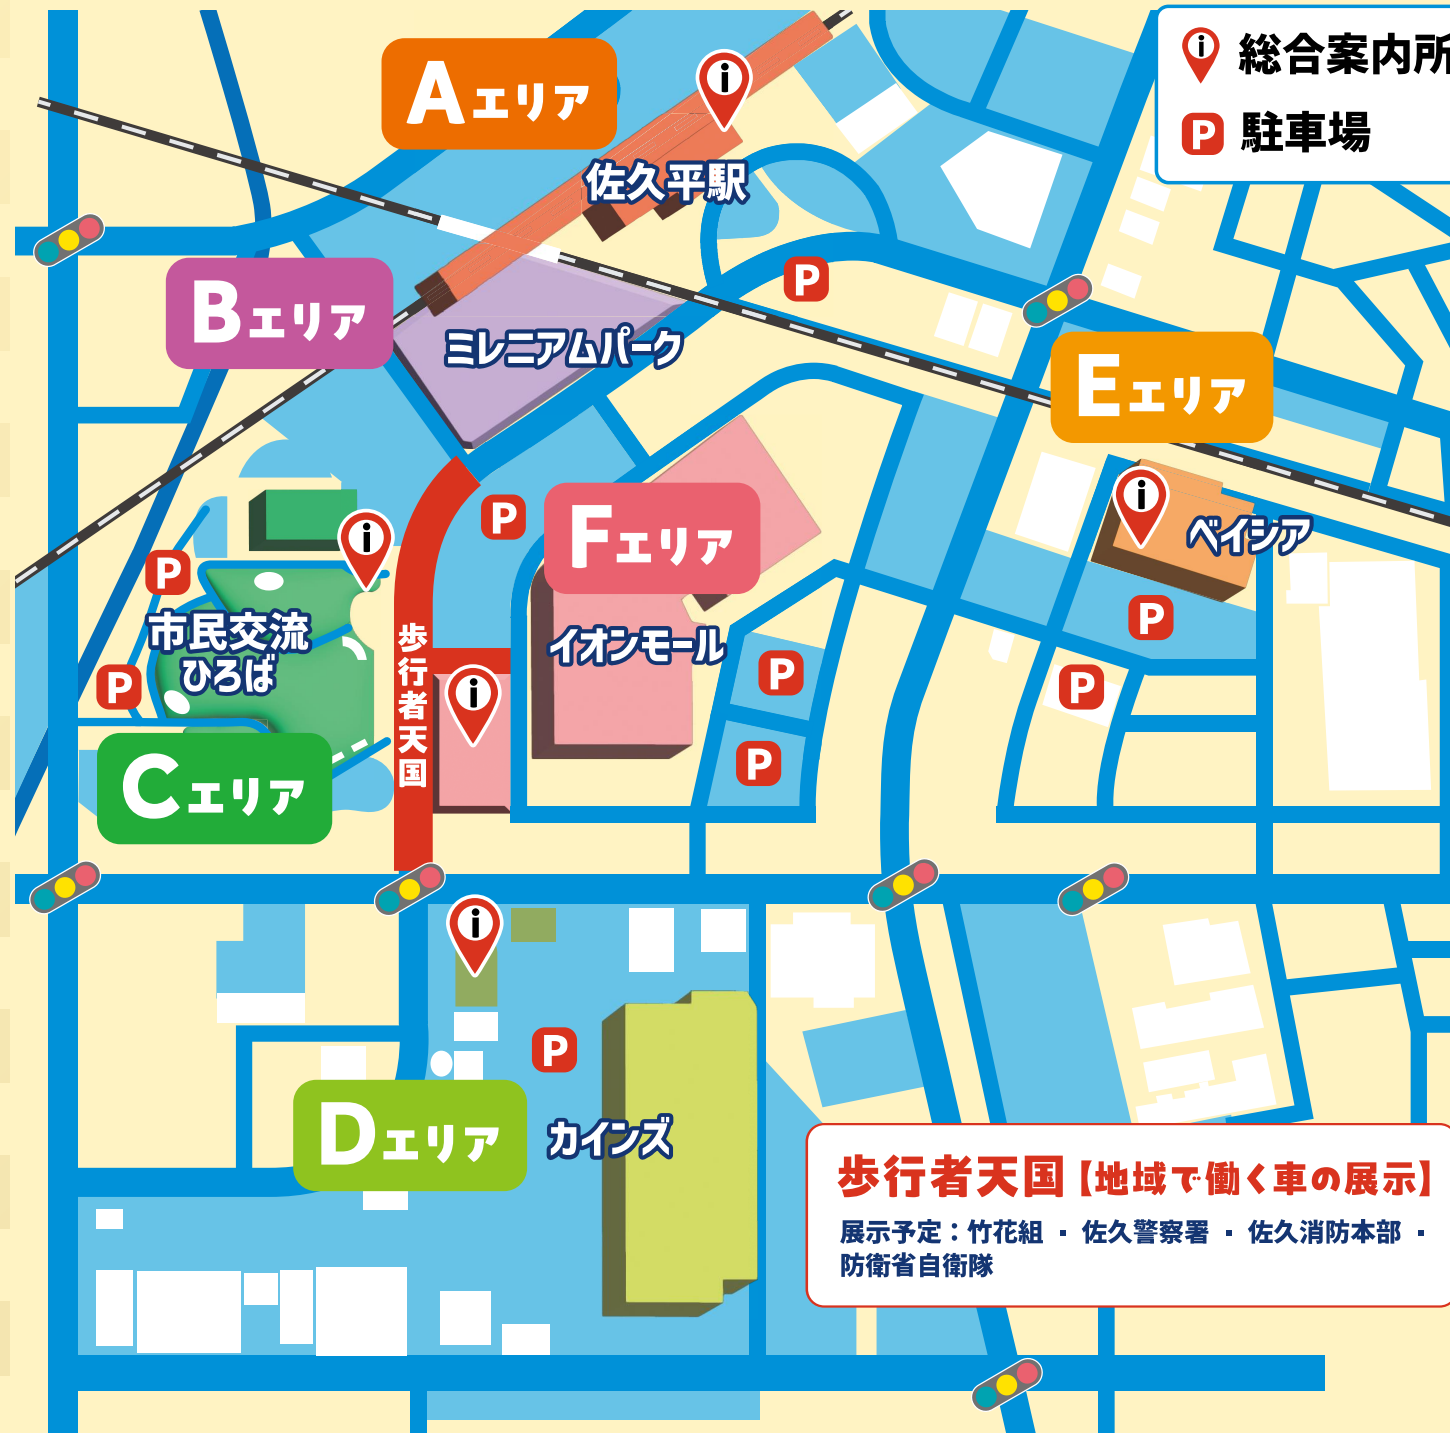 総合案内所
P 駐車場
Aエリア
佐久平駅
P
Bエリア
ミレニアムパーク
Eエリア
ベイシア
P
Fエリア
P
市民交流
ひろば
イオンモール
歩行者天国
P
P
P
P
P
Cエリア
P
Dエリア
カインズ
歩行者天国【地域で働く車の展示】
展示予定：竹花組 ・ 佐久警察署 ・ 佐久消防本部 ・
防衛省自衛隊